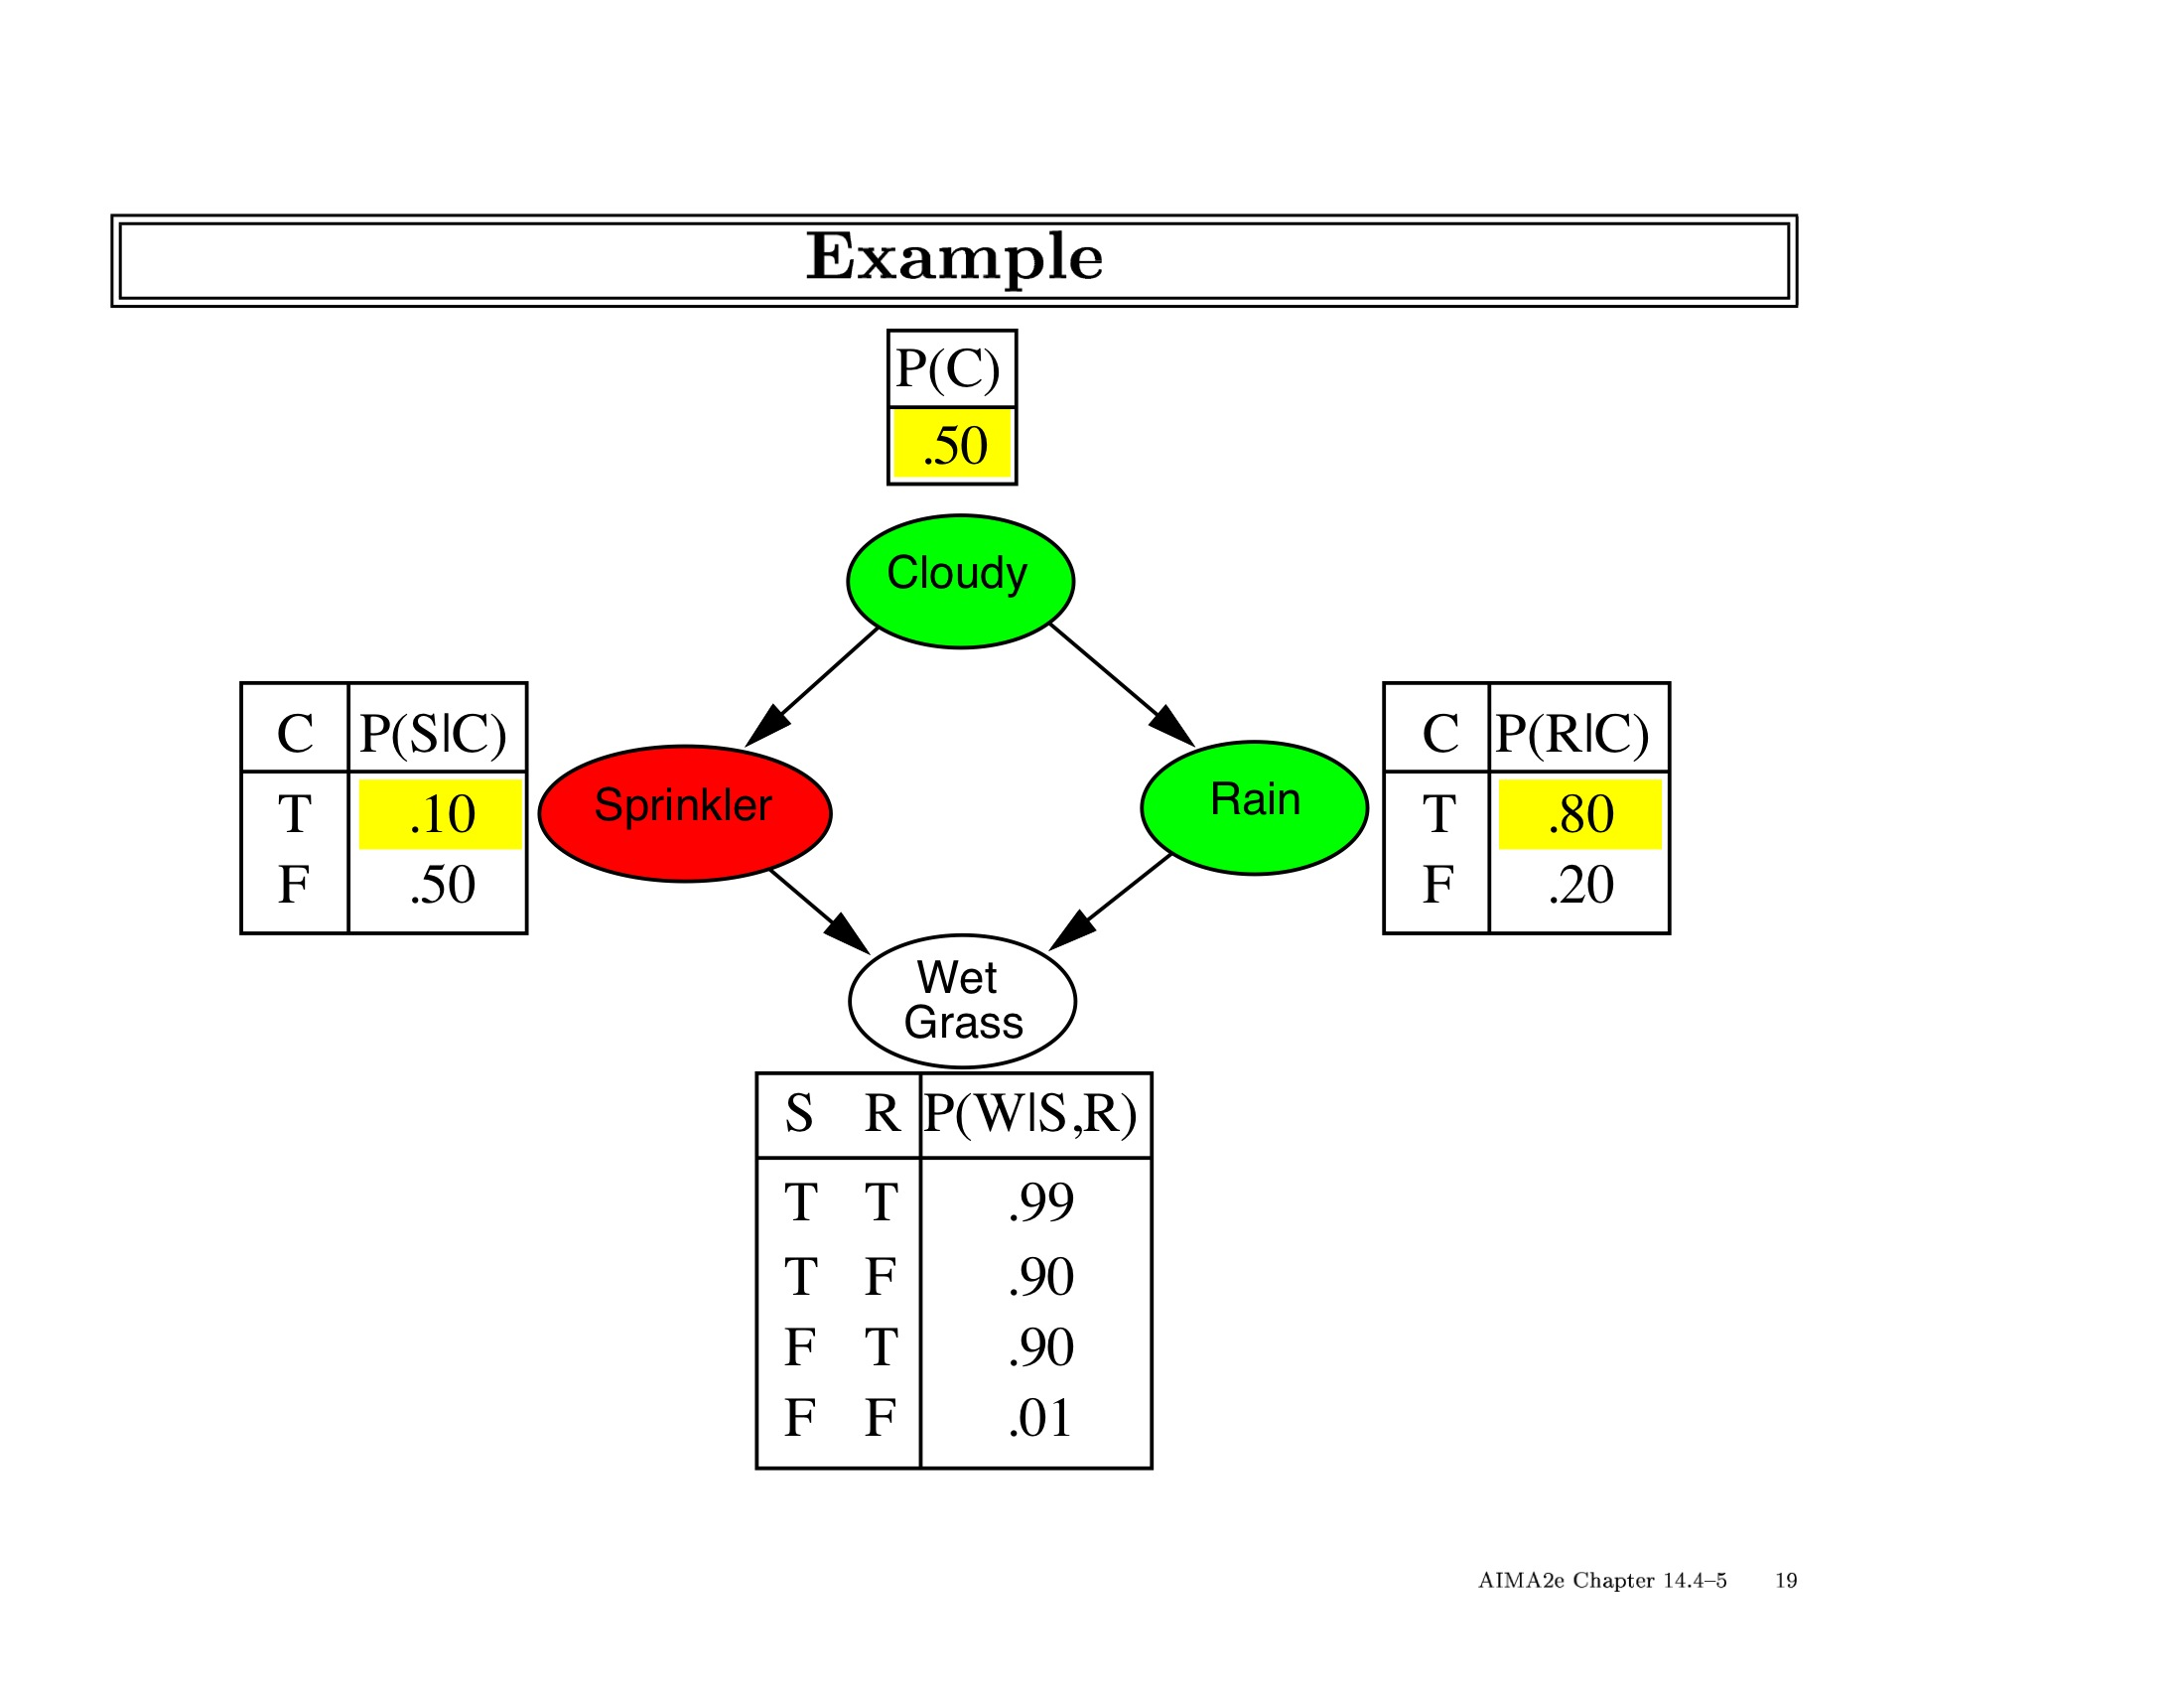 Example
P(C)
.50
Cloudy
C P(S|C)
T .10
F .50
Sprinkler
Rain
C P(R|C)
T .80
F .20
Wet
Grass
S R P(W|S,R)
T T .99
T F .90
F T .90
F F .01
AIMA2e Chapter 14.4–5 19